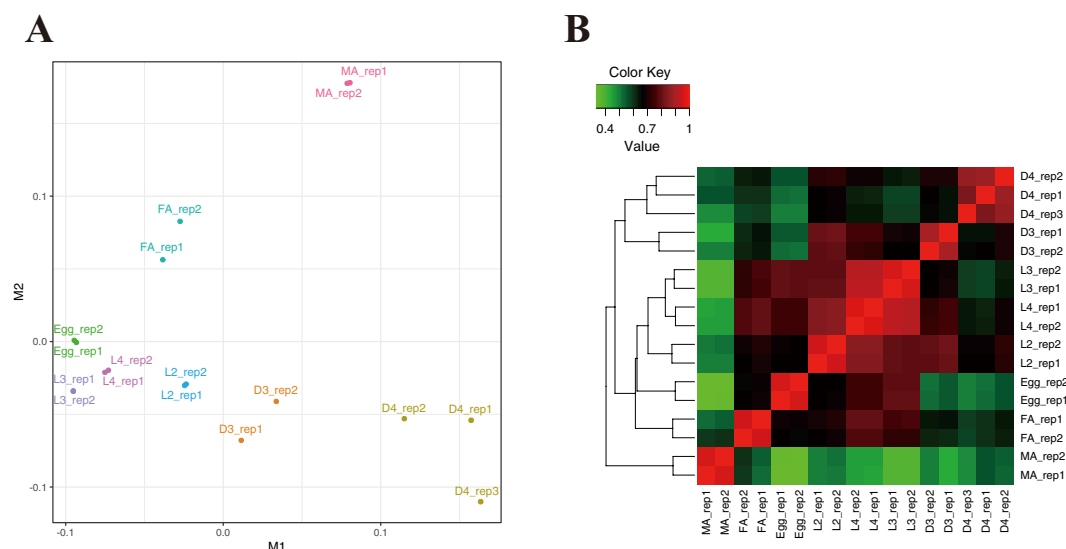 A
B
MA_rep1
MA_rep2
FA_rep2
FA_rep1
Egg_rep2
Egg_rep1
L4_rep2
L3_rep1
L4_rep1
L3_rep2
L2_rep2
L2_rep1
D3_rep2
D3_rep1
D4_rep2
D4_rep1
D4_rep3
0.1
0.0
-0.1
M2
-0.1
0.0
0.1
M1
Color Key
0.4
0.7
1
Value
D4_rep2
D4_rep1
D4_rep3
D3_rep1
D3_rep2
L3_rep2
L3_rep1
L4_rep1
L4_rep2
L2_rep2
L2_rep1
Egg_rep2
Egg_rep1
FA_rep1
FA_rep2
MA_rep2
MA_rep1
MA_rep1
MA_rep2
FA_rep2
FA_rep1
Egg_rep1
Egg_rep2
L2_rep1
L2_rep2
L4_rep2
L4_rep1
L3_rep1
L3_rep2
D3_rep2
D3_rep1
D4_rep3
D4_rep1
D4_rep2